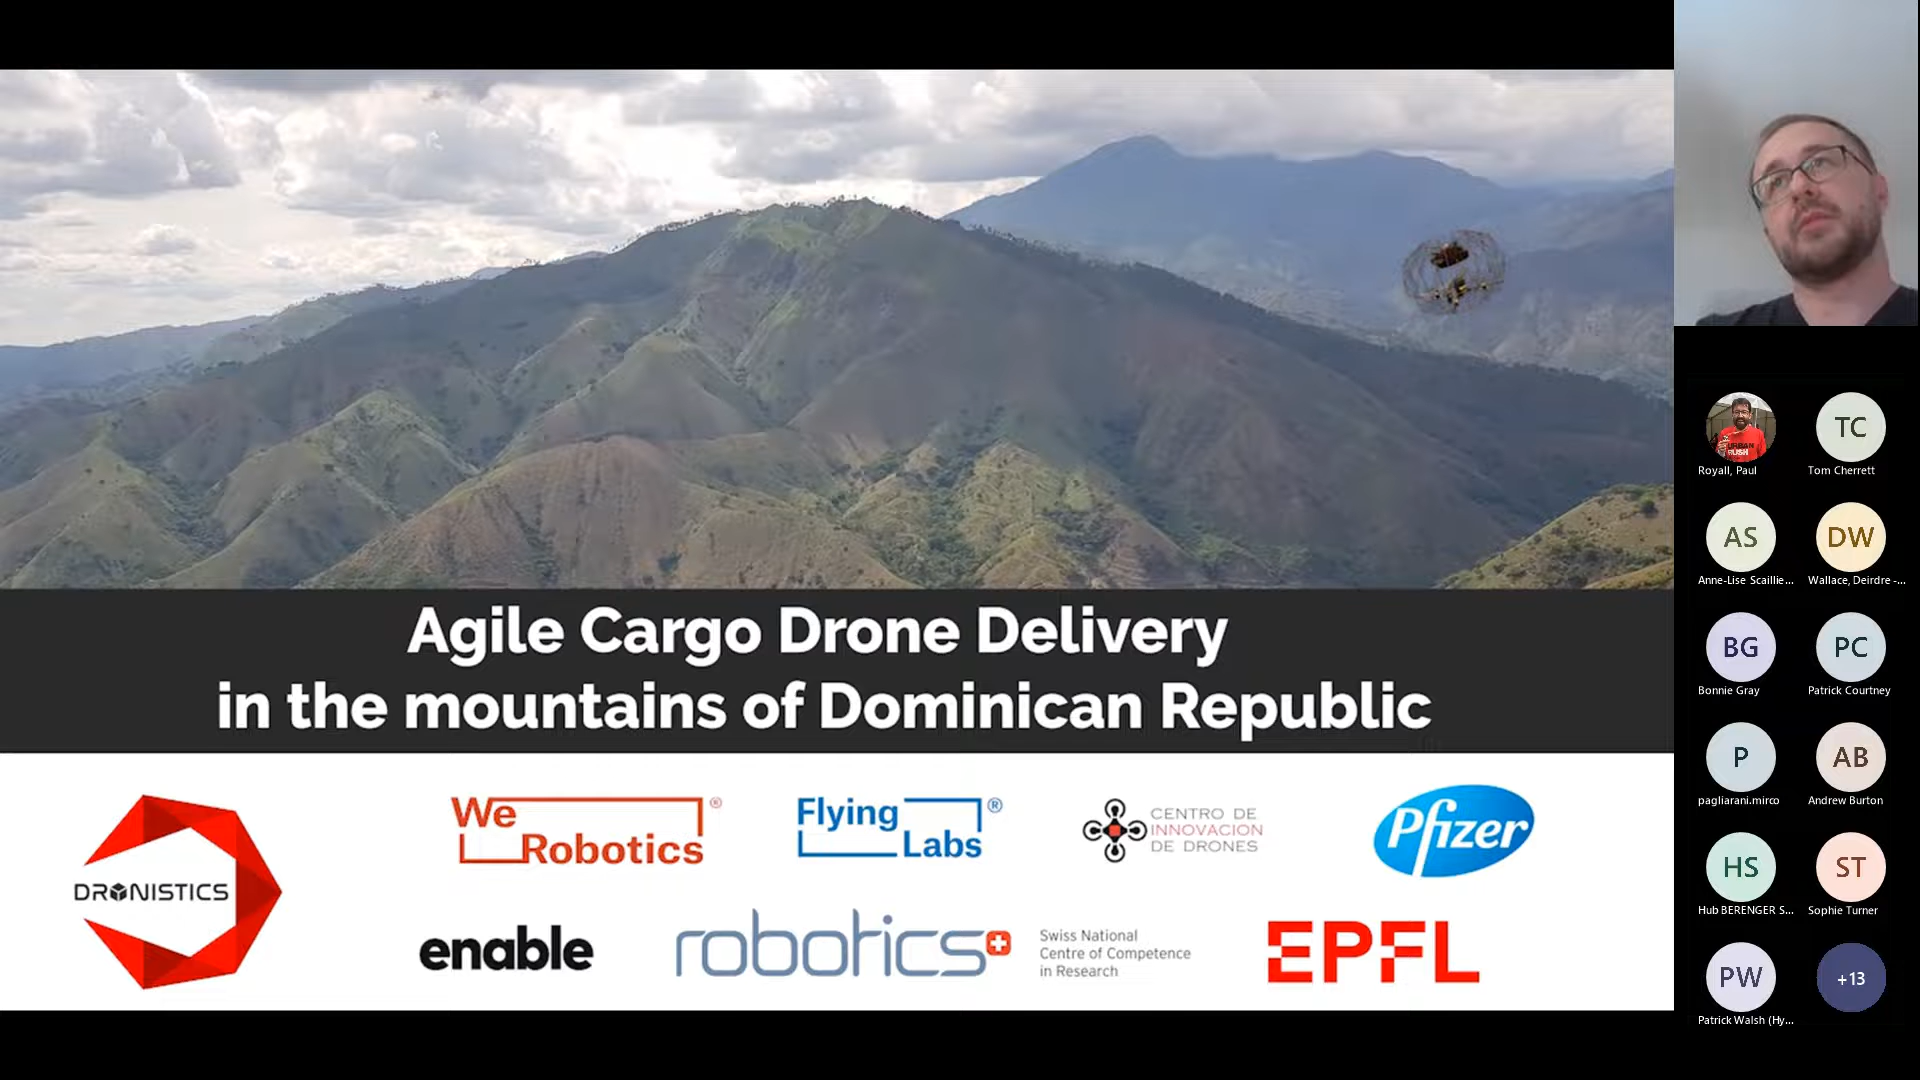 Agile Cargo Drone Delivery
in the mountains of Dominican Republic
DRONISTICS
We
Robotics
®
Flying
Labs
®
CENTRO DE
INNOVACION
DE DRONES
Pfizer
enable
robotics
Swiss National
Centre of Competence
in Research
EPFL
URBAN
RUSH
Royall, Paul
TC
Tom Cherrett
AS
Anne-Lise Scaillie...
DW
Wallace, Deirdre -...
BG
Bonnie Gray
PC
Patrick Courtney
P
pagliarani.mirco
AB
Andrew Burton
HS
Hub BERENGER S...
ST
Sophie Turner
PW
Patrick Walsh (Hy...
+13